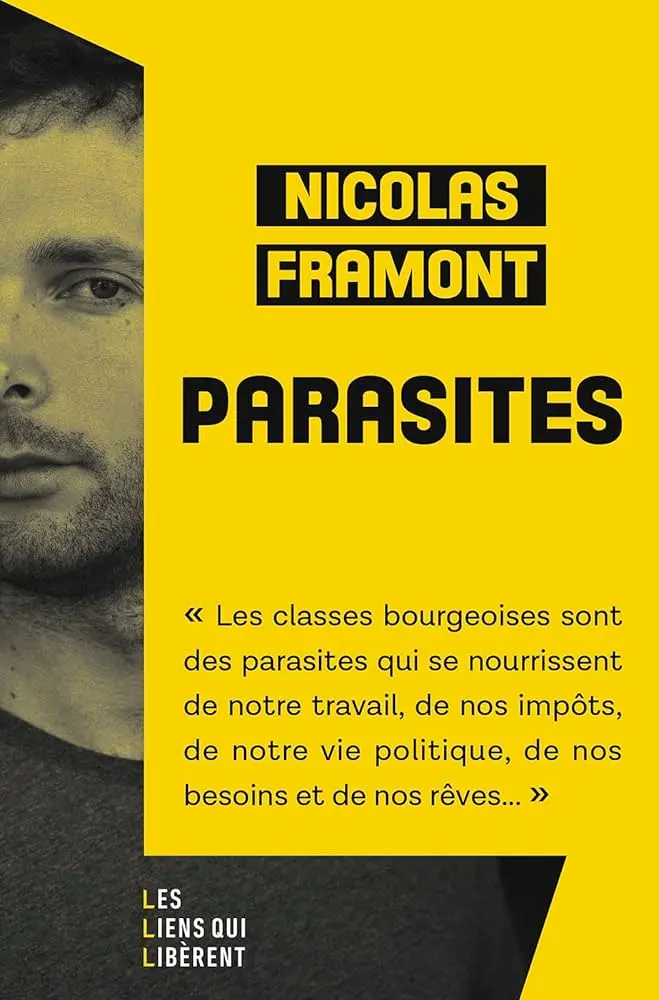 NICOLAS
FRAMONT
PARASITES
« Les classes bourgeoises sont
des parasites qui se nourrissent
de notre travail, de nos impôts,
de notre vie politique, de nos
besoins et de nos rêves... »
LES
LIENS QUI
LIBÈRENT